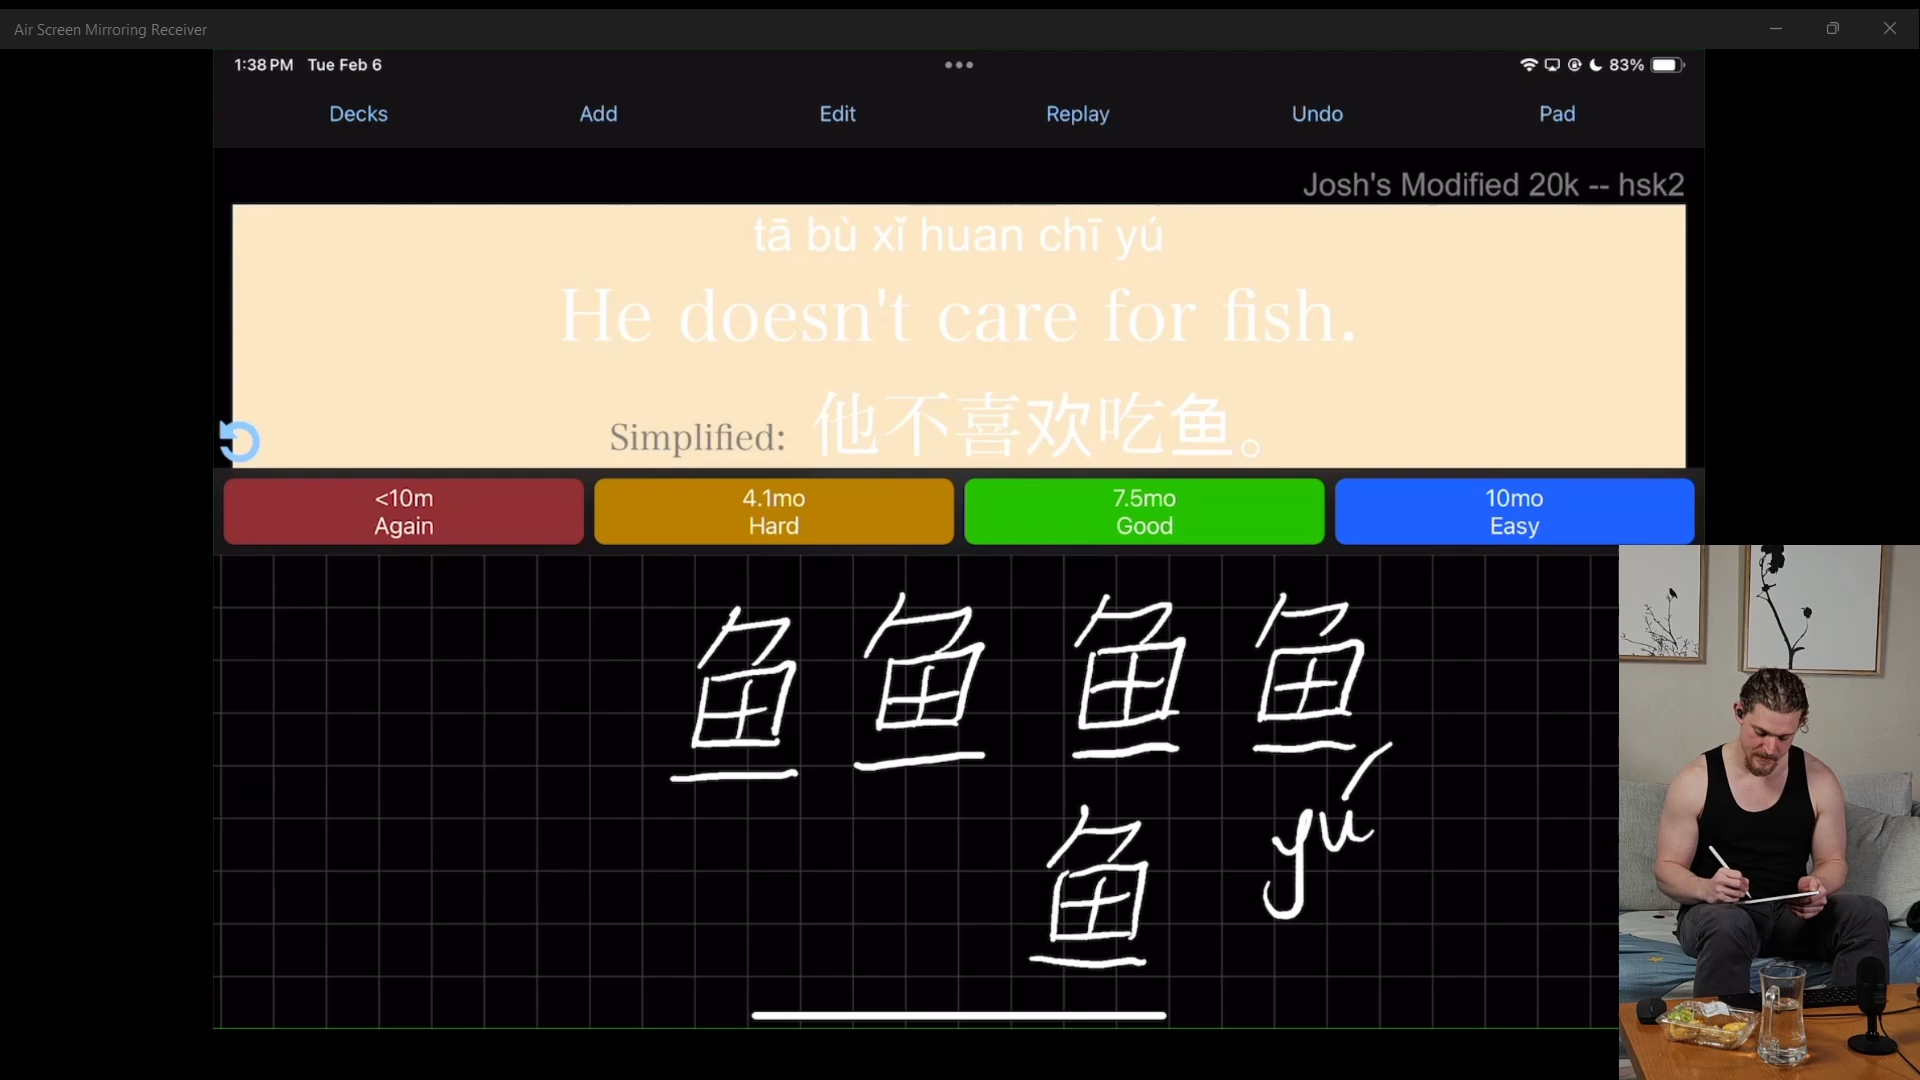 Air Screen Mirroring Receiver
1:38 PM Tue Feb 6
83%
Decks Add Edit Replay Undo Pad
Josh's Modified 20k -- hsk2
tā bù xǐ huan chī yú
He doesn't care for fish.
Simplified: 他不喜欢吃鱼。
<10m 4.1mo 7.5mo 10mo
Again Hard Good Easy
鱼 鱼 鱼 鱼
鱼 yú